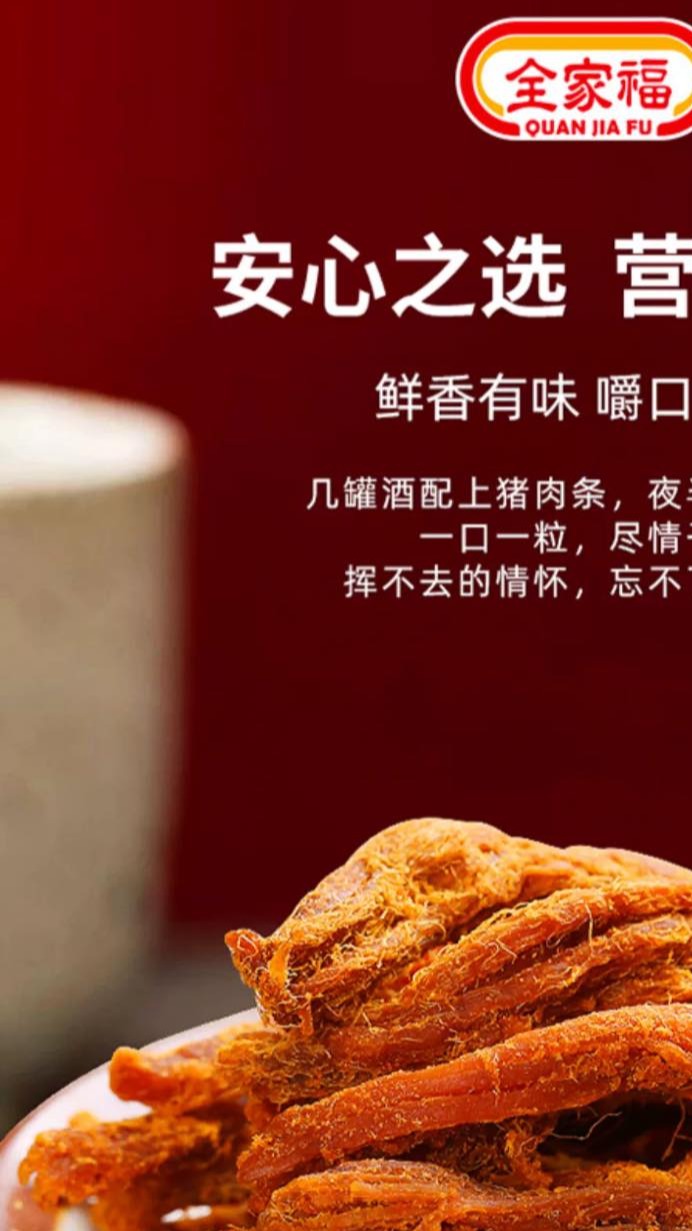 全家福
QUAN JIA FU
安心之选 营
鲜香有味 嚼口
几罐酒配上猪肉条，夜
一口一粒，尽情
挥不去的情怀，忘不